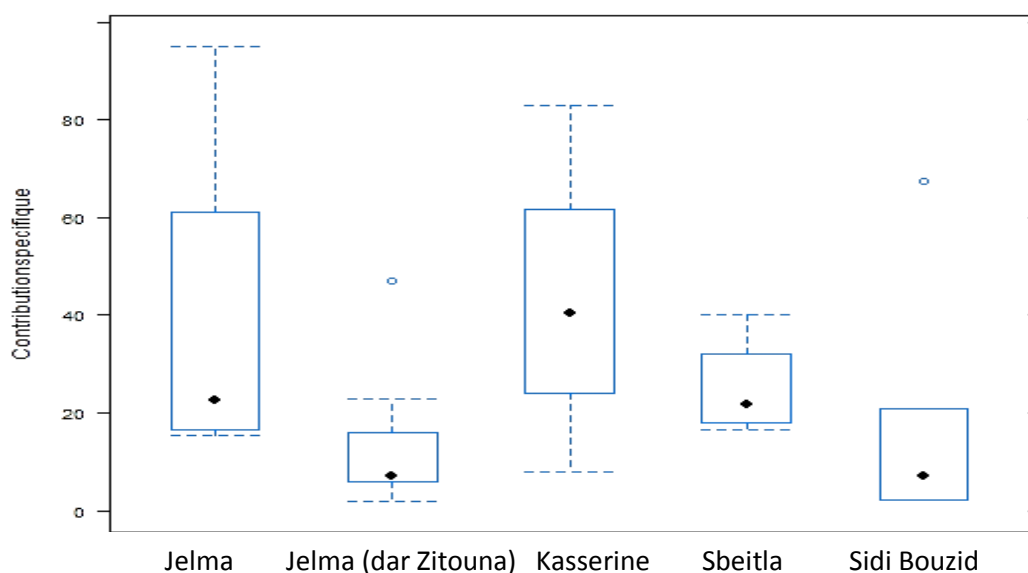 Contributionspecifique
80
60
40
20
0
Jelma Jelma (dar Zitouna) Kasserine Sbeitla Sidi Bouzid